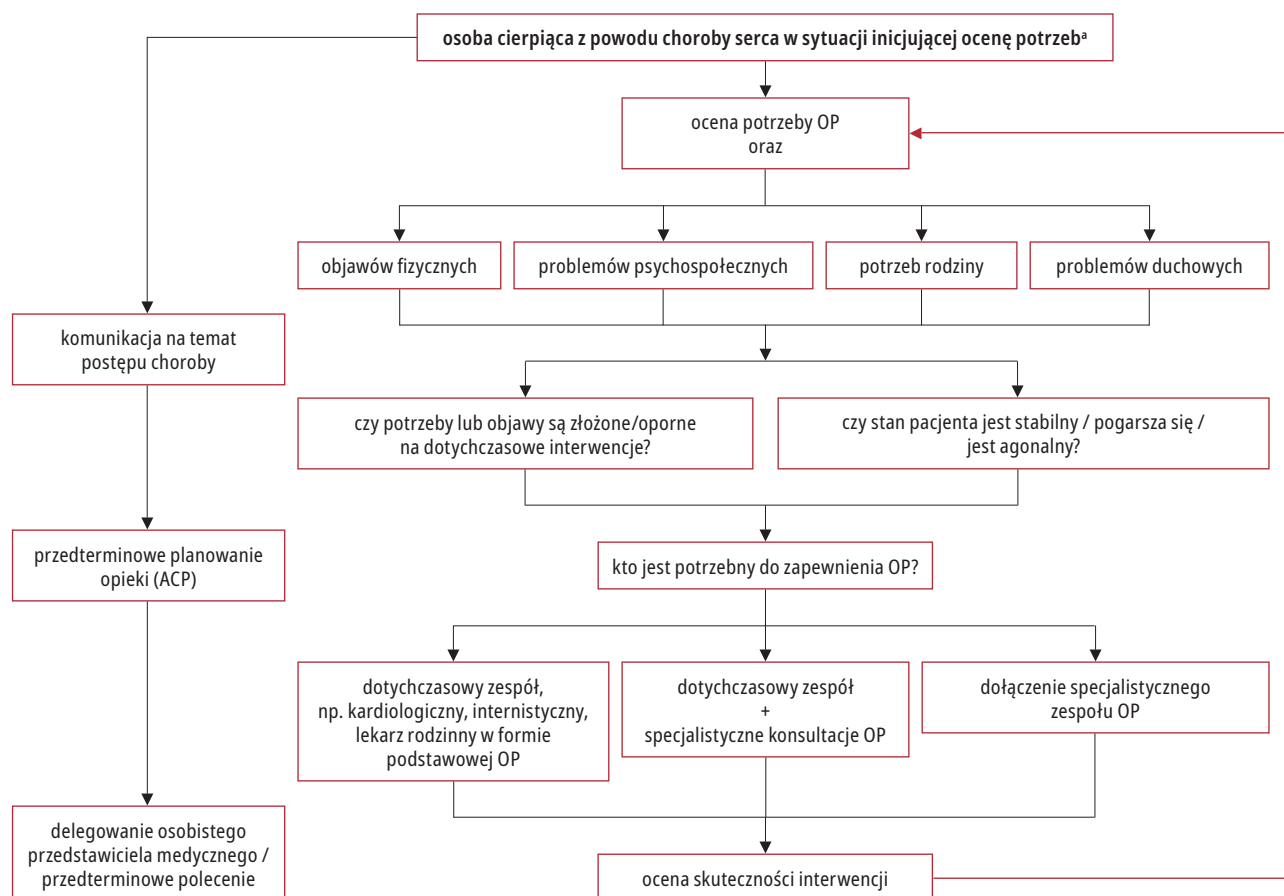 osoba cierpiąca z powodu choroby serca w sytuacji inicjującej ocenę potrzebᵃ
ocena potrzeby OP
oraz
objawów fizycznych
problemów psychospołecznych
potrzeb rodziny
problemów duchowych
komunikacja na temat
postępu choroby
czy potrzeby lub objawy są złożone/oporne
na dotychczasowe interwencje?
czy stan pacjenta jest stabilny / pogarsza się /
jest agonalny?
przedterminowe planowanie
opieki (ACP)
kto jest potrzebny do zapewnienia OP?
dotychczasowy zespół,
np. kardiologiczny, internistyczny,
lekarz rodzinny w formie
podstawowej OP
dotychczasowy zespół
+
specjalistyczne konsultacje OP
dołączenie specjalistycznego
zespołu OP
delegowanie osobistego
przedstawiciela medycznego /
przedterminowe polecenie
ocena skuteczności interwencji